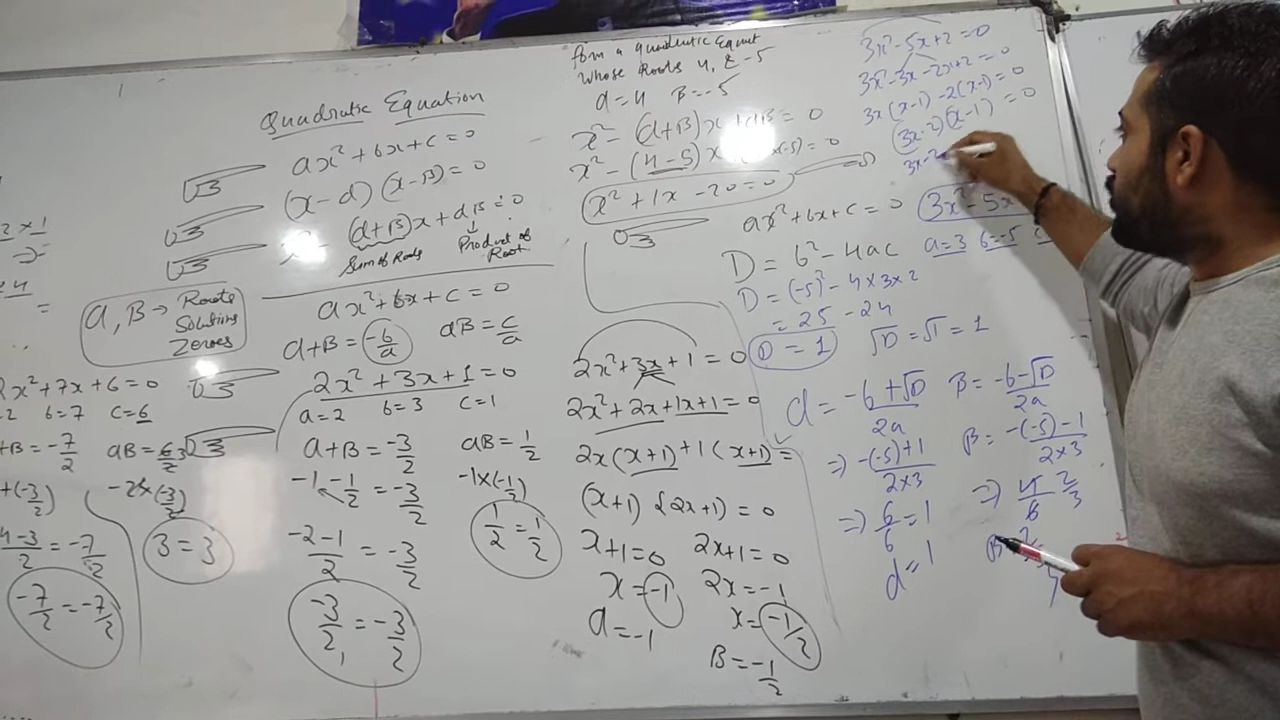 Quadratic Equation
ax² + bx + c = 0
(x - α) (x - β) = 0
(α+β)x + αβ = 0
Sum of Roots
Product of Root
α, β → Roots
Solutions
Zeroes
ax² + bx + c = 0
α+β = -b/a αβ = c/a
2x² + 3x + 1 = 0
a=2 b=3 c=1
α+β = -3/2 αβ = 1/2
-1 -1/2 = -3/2 -1×(-1/2)
-2-1/2 = -3/2 1/2 = 1/2
-3/2, = -3/2
2×1
2x² + 7x + 6 = 0
2 b=7 c=6
+β = -7/2 αβ = 6/2 3
+(-3/2) -2×(-3/2)
4-3/2 = -7/2 3 = 3
-7/2 = -7/2
form a quadratic Equat
whose Roots 4, & -5
α=4 β=-5
x² - (α+β)x + αβ = 0
x² - (4-5)x ×(-5) = 0
x² + 1x - 20 = 0
2x² + 3x + 1 = 0
2x² + 2x + 1x + 1 = 0
2x(x+1) + 1(x+1) =
(x+1) (2x+1) = 0
x+1=0 2x+1=0
x=-1 2x=-1
α=-1 x=-1/2
β=-1/2
3x² - 5x + 2 = 0
3x² - 3x - 2x + 2 = 0
3x(x-1) - 2(x-1) = 0
(3x-2)(x-1) = 0
3x-2
ax² + bx + c = 0 3x² - 5x
a=3 b=-5
D = b² - 4ac
D = (-5)² - 4×3×2
= 25 - 24
D = 1 √D = √1 = 1
α = -b+√D/2a β = -b-√D/2a
⇒ -(-5)+1/2×3 β = -(-5)-1/2×3
⇒ 6/6 = 1 ⇒ 4/6 2/3
α = 1 β